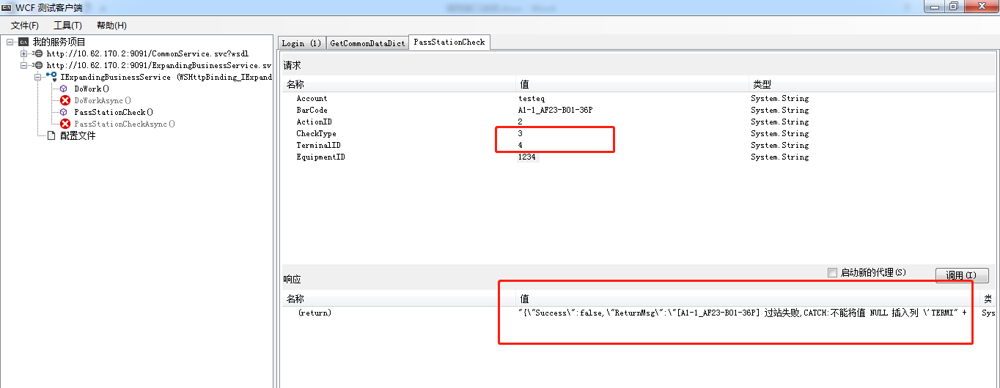 WCF 测试客户端
文件(F) 工具(T) 帮助(H)
我的服务项目
http://10.62.170.2:9091/CommonService.svc?wsdl
http://10.62.170.2:9091/ExpandingBusinessService.sv
IExpandingBusinessService (WSHttpBinding_IExpand
DoWork()
DoWorkAsync()
PassStationCheck()
PassStationCheckAsync()
配置文件
Login (1) GetCommonDataDict PassStationCheck
请求
名称 值 类型
Account testeq System.String
BarCode A1-1_AF23-B01-36P System.String
ActionID 2 System.String
CheckType 3 System.String
TerminalID 4 System.String
EquipmentID 1234 System.String
启动新的代理(S) 调用(I)
响应
名称 值 类
(return) "{\"Success\":false,\"ReturnMsg\":\"[A1-1_AF23-B01-36P] 过站失败,CATCH:不能将值 NULL 插入列 \'TERMI" + Sys